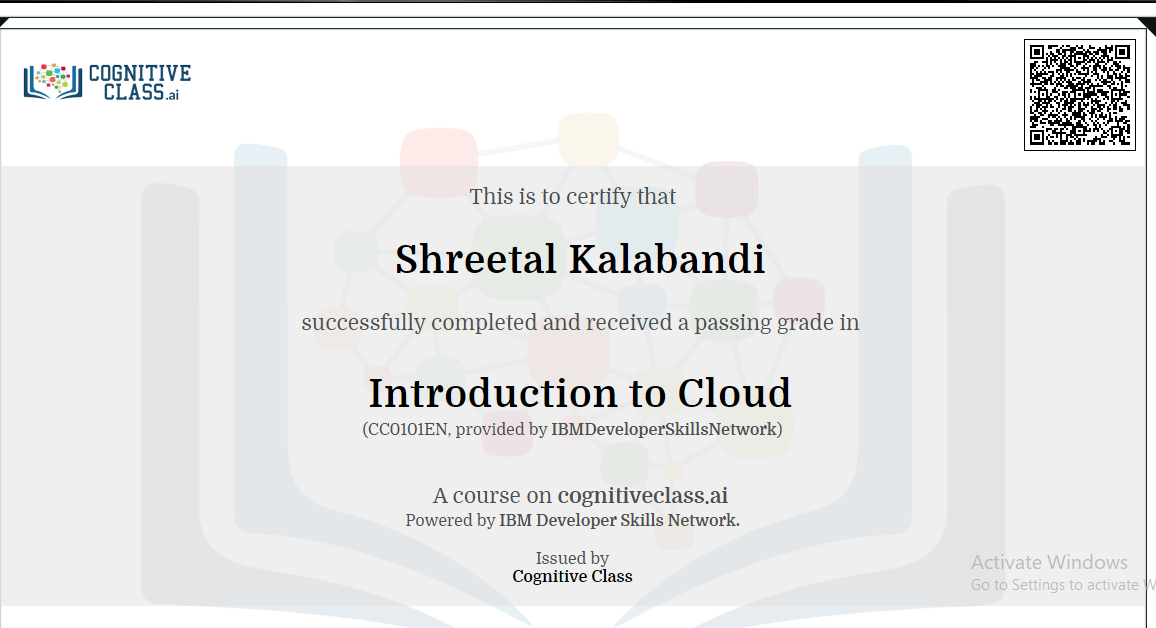 COGNITIVE
CLASS.ai
This is to certify that
Shreetal Kalabandi
successfully completed and received a passing grade in
Introduction to Cloud
(CC0101EN, provided by IBMDeveloperSkillsNetwork)
A course on cognitiveclass.ai
Powered by IBM Developer Skills Network.
Issued by
Cognitive Class
Activate Windows
Go to Settings to activate W